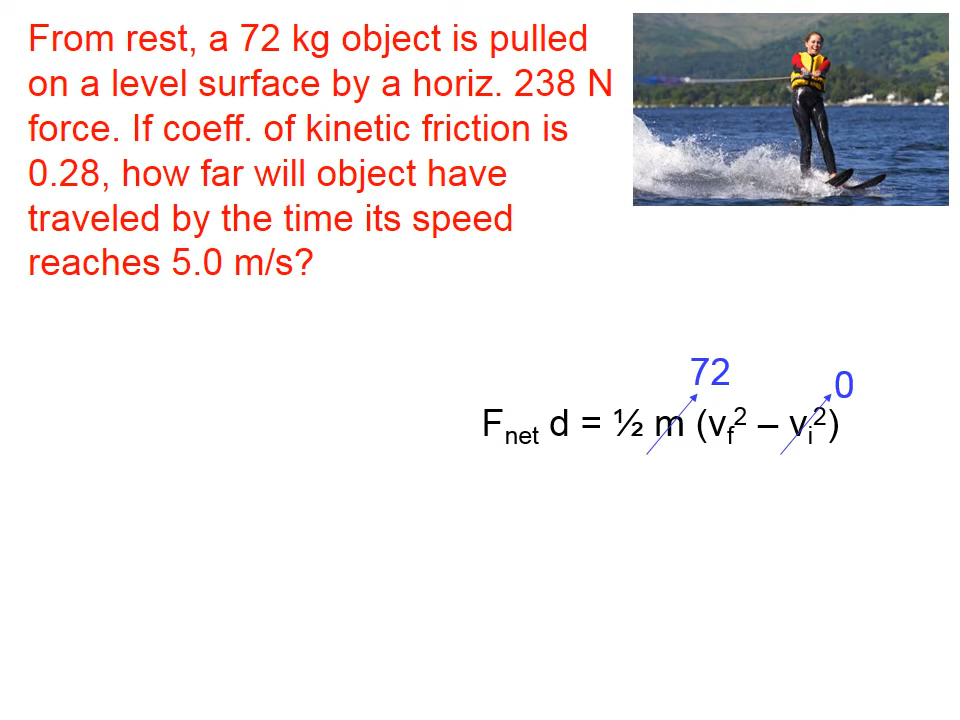 From rest, a 72 kg object is pulled
on a level surface by a horiz. 238 N
force. If coeff. of kinetic friction is
0.28, how far will object have
traveled by the time its speed
reaches 5.0 m/s?
72
0
Fnet d = ½ m (vf² – vi²)